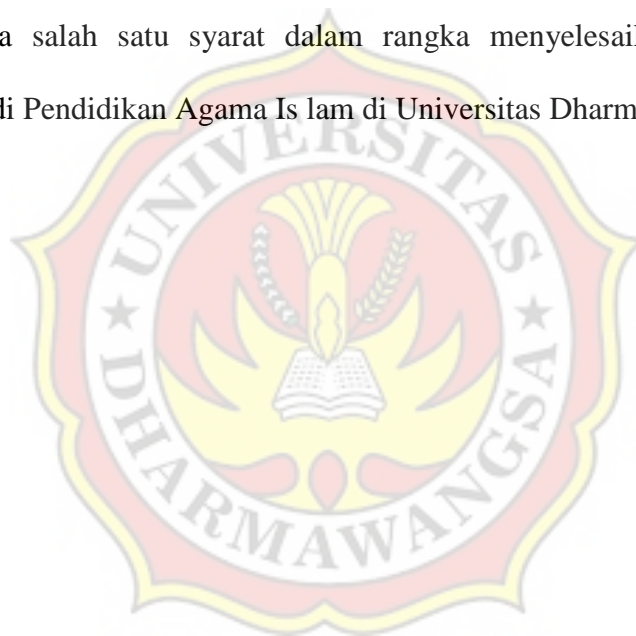 a salah satu syarat dalam rangka menyelesai
di Pendidikan Agama Is lam di Universitas Dharm
UNIVERSITAS
★ DHARMAWANGSA ★